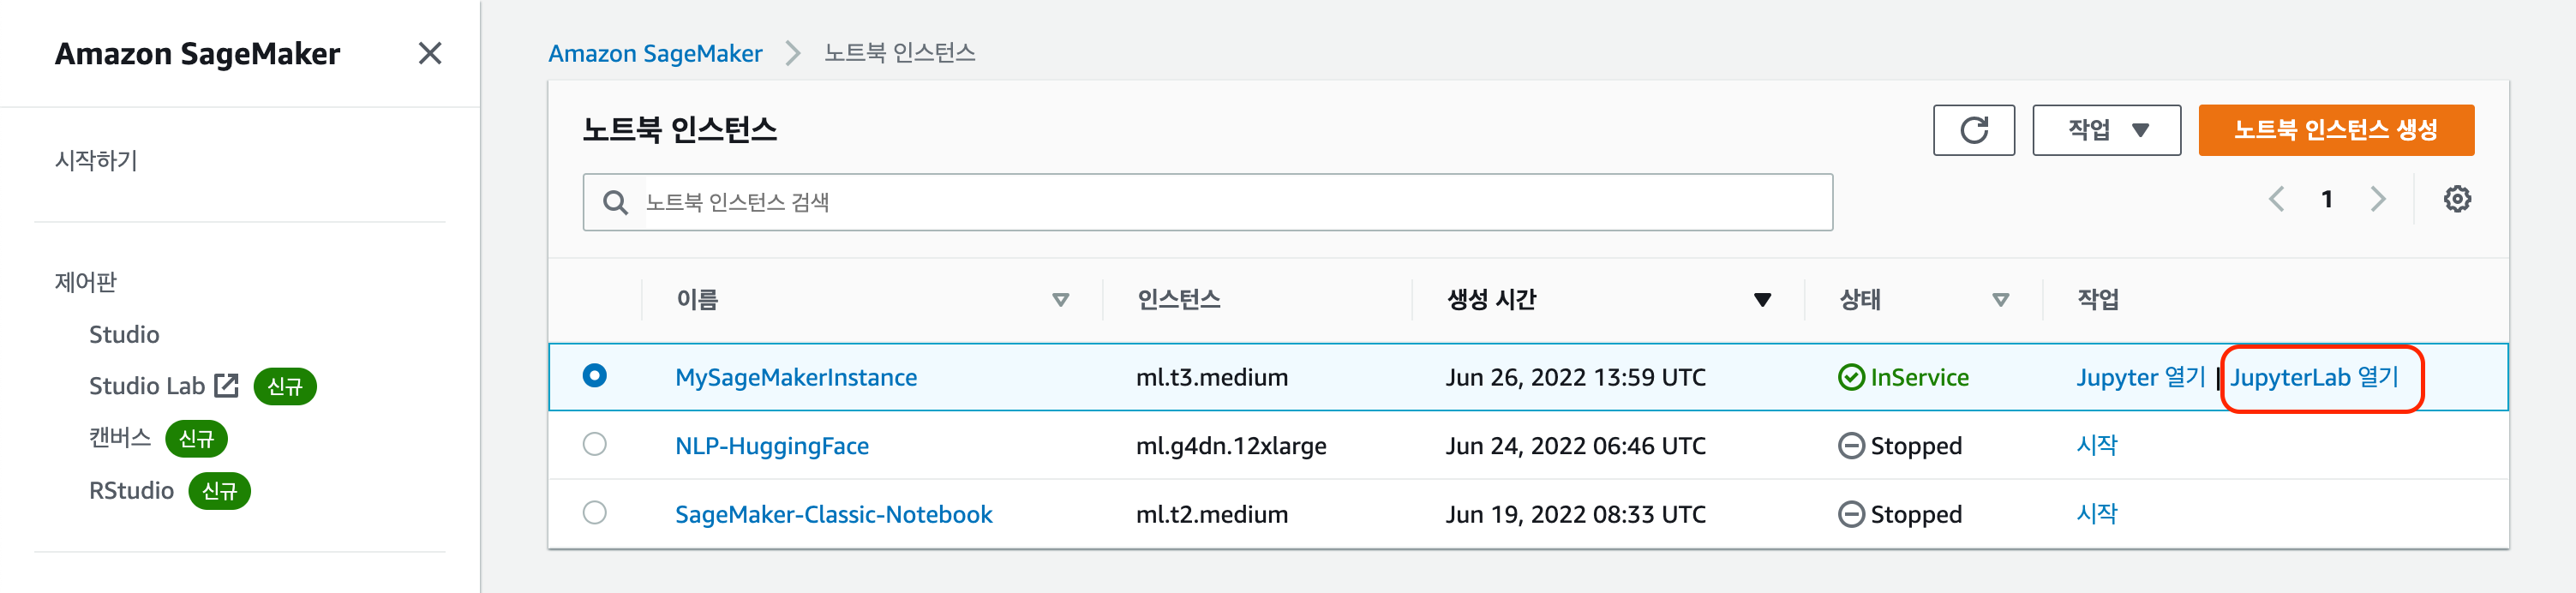 Amazon SageMaker
시작하기
제어판
Studio
Studio Lab 신규
캔버스 신규
RStudio 신규
Amazon SageMaker 노트북 인스턴스
노트북 인스턴스
작업
노트북 인스턴스 생성
노트북 인스턴스 검색
1
이름 인스턴스 생성 시간 상태 작업
MySageMakerInstance ml.t3.medium Jun 26, 2022 13:59 UTC InService Jupyter 열기 | JupyterLab 열기
NLP-HuggingFace ml.g4dn.12xlarge Jun 24, 2022 06:46 UTC Stopped 시작
SageMaker-Classic-Notebook ml.t2.medium Jun 19, 2022 08:33 UTC Stopped 시작